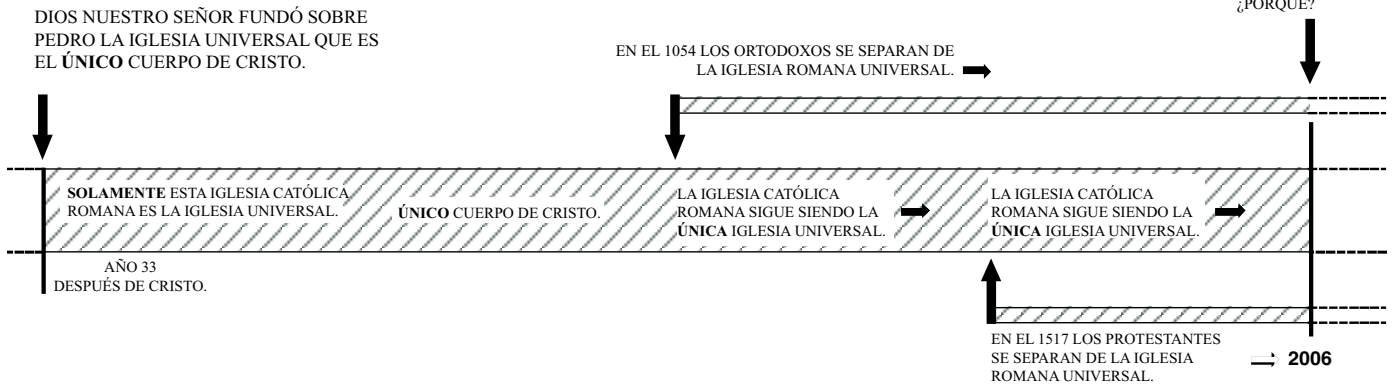 DIOS NUESTRO SEÑOR FUNDÓ SOBRE
PEDRO LA IGLESIA UNIVERSAL QUE ES
EL ÚNICO CUERPO DE CRISTO.
¿PORQUÉ?
EN EL 1054 LOS ORTODOXOS SE SEPARAN DE
LA IGLESIA ROMANA UNIVERSAL.
SOLAMENTE ESTA IGLESIA CATÓLICA
ROMANA ES LA IGLESIA UNIVERSAL.
ÚNICO CUERPO DE CRISTO.
LA IGLESIA CATÓLICA
ROMANA SIGUE SIENDO LA
ÚNICA IGLESIA UNIVERSAL.
LA IGLESIA CATÓLICA
ROMANA SIGUE SIENDO LA
ÚNICA IGLESIA UNIVERSAL.
AÑO 33
DESPUÉS DE CRISTO.
EN EL 1517 LOS PROTESTANTES
SE SEPARAN DE LA IGLESIA
ROMANA UNIVERSAL.
2006